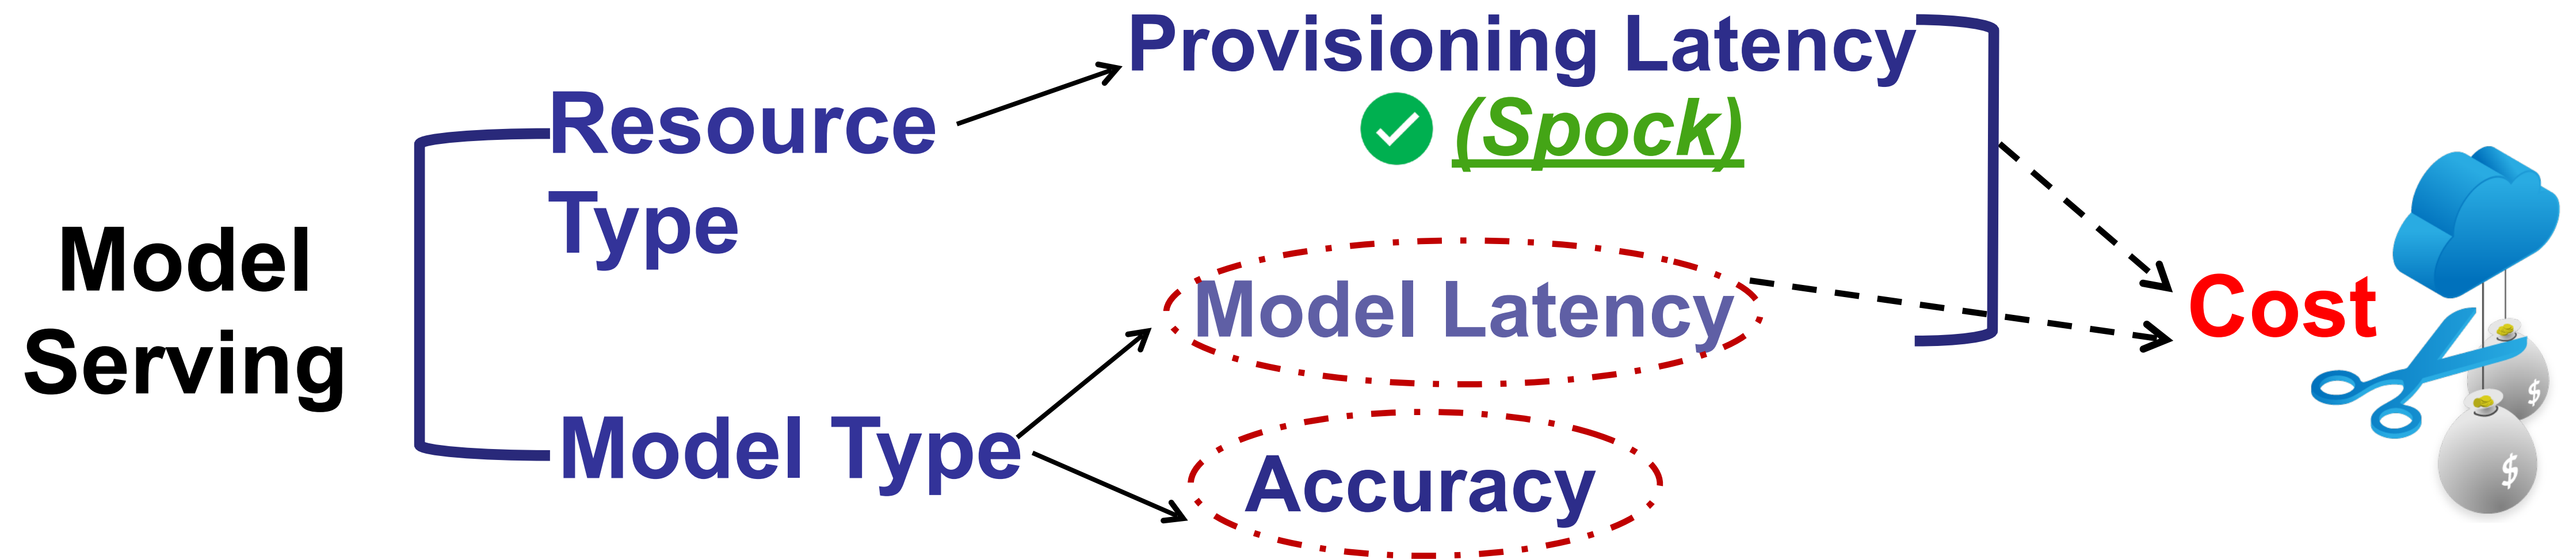 Model
Serving
Resource
Type
Model Type
Provisioning Latency
(Spock)
Model Latency
Accuracy
Cost
$
$